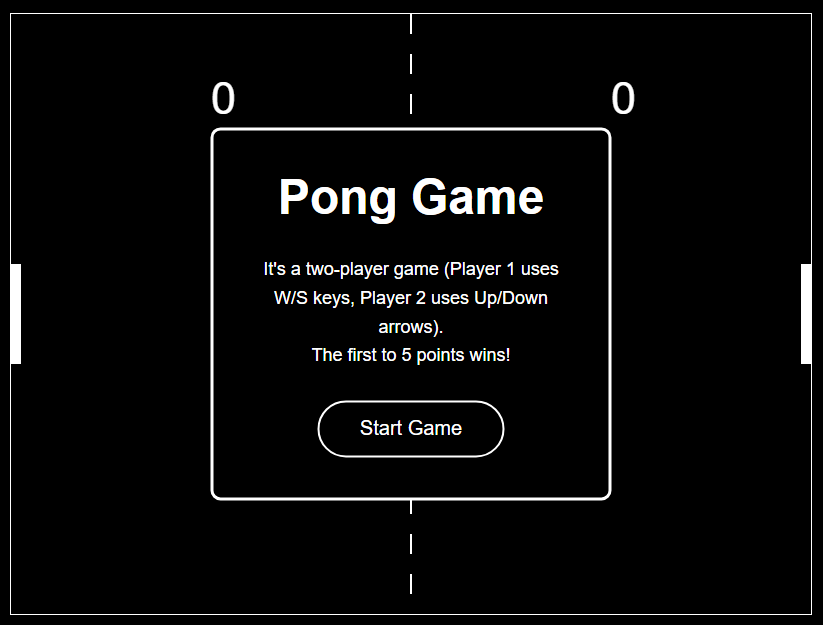 0 0
Pong Game
It's a two-player game (Player 1 uses
W/S keys, Player 2 uses Up/Down
arrows).
The first to 5 points wins!
Start Game